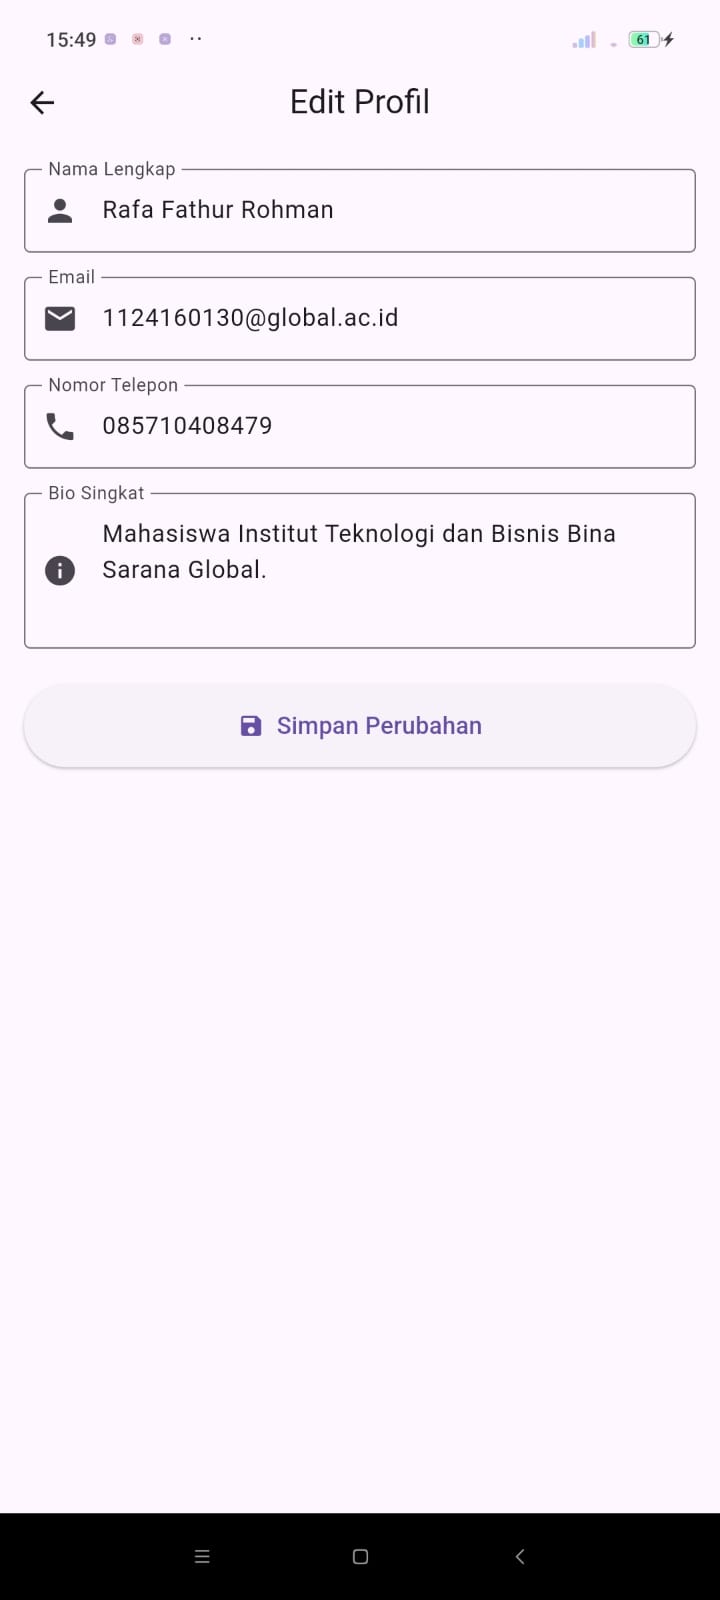 15:49
61
Edit Profil
Nama Lengkap
Rafa Fathur Rohman
Email
1124160130@global.ac.id
Nomor Telepon
085710408479
Bio Singkat
Mahasiswa Institut Teknologi dan Bisnis Bina
Sarana Global.
Simpan Perubahan